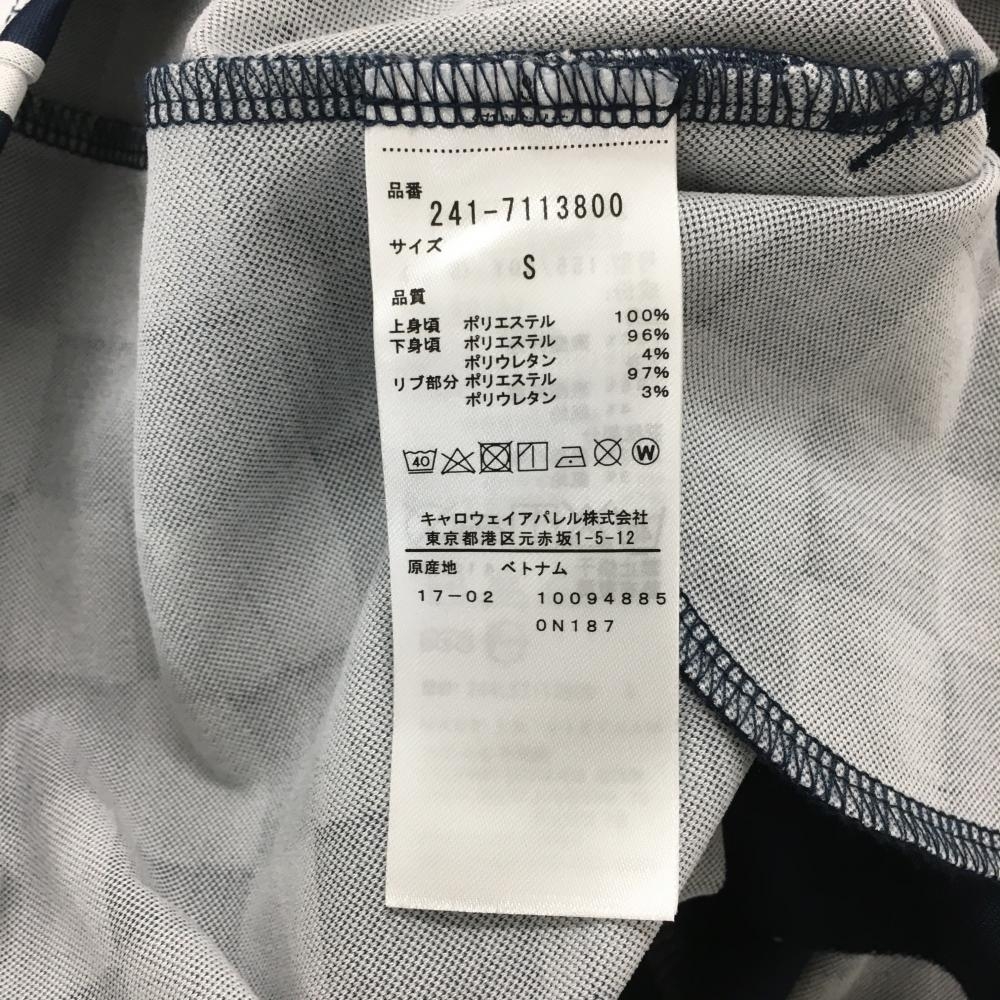 品番
241-7113800
サイズ
S
品質
上身頃 ポリエステル 100%
下身頃 ポリエステル 96%
ポリウレタン 4%
リブ部分 ポリエステル 97%
ポリウレタン 3%
40 W
キャロウェイアパレル株式会社
東京都港区元赤坂1-5-12
原産地 ベトナム
17-02 10094885
0N187